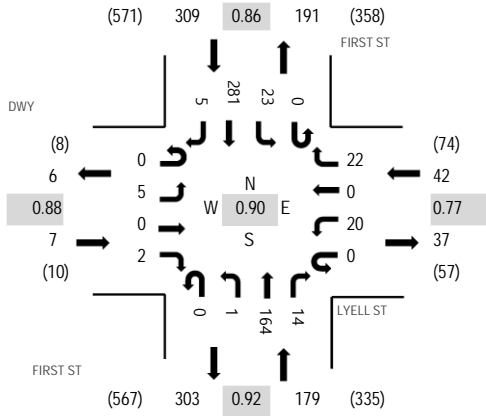 (571) 309 0.86 191 (358)
FIRST ST
DWY
5 281 23 0
(8)
6
0.88
7
(10)
0
5
0
2
N
W 0.90 E
S
22
0
20
0
(74)
42
0.77
37
(57)
0 1 164 14
LYELL ST
FIRST ST
(567) 303 0.92 179 (335)